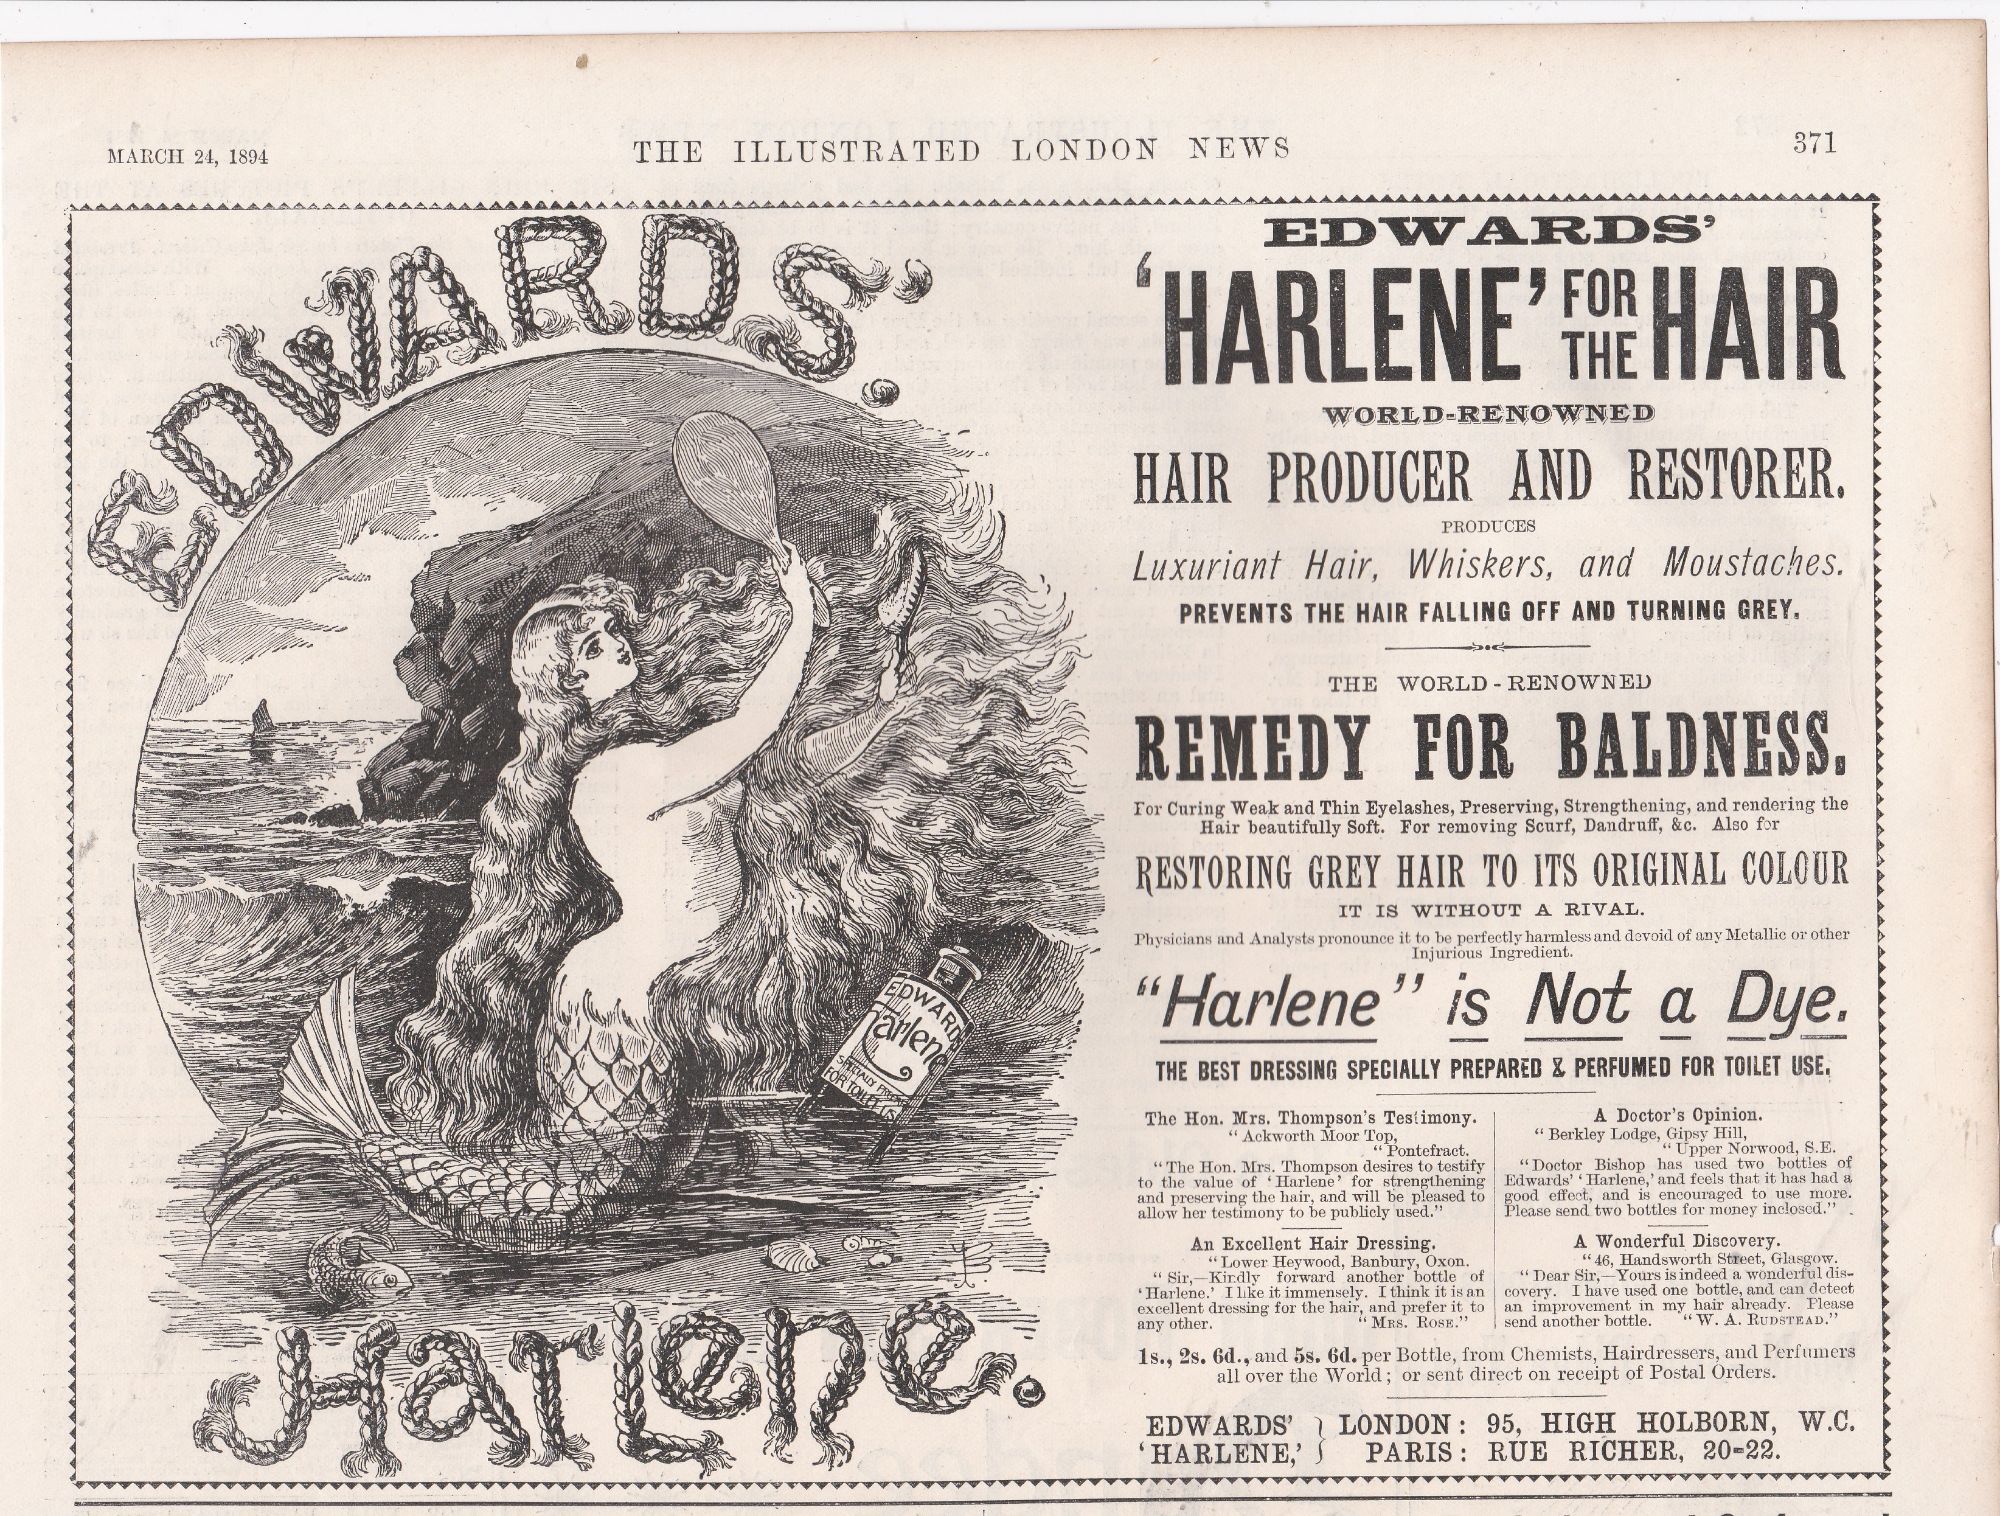 MARCH 24, 1894
THE ILLUSTRATED LONDON NEWS
371
EDWARDS'
Harlene.
EDWARD
Harlene
FOR TOILET
EDWARDS'
'HARLENE' FOR THE HAIR
WORLD-RENOWNED
HAIR PRODUCER AND RESTORER.
PRODUCES
Luxuriant Hair, Whiskers, and Moustaches.
PREVENTS THE HAIR FALLING OFF AND TURNING GREY.
THE WORLD-RENOWNED
REMEDY FOR BALDNESS.
For Curing Weak and Thin Eyelashes, Preserving, Strengthening, and rendering the
Hair beautifully Soft. For removing Scurf, Dandruff, &c. Also for
RESTORING GREY HAIR TO ITS ORIGINAL COLOUR
IT IS WITHOUT A RIVAL.
Physicians and Analysts pronounce it to be perfectly harmless and devoid of any Metallic or other
Injurious Ingredient.
"Harlene" is Not a Dye.
THE BEST DRESSING SPECIALLY PREPARED & PERFUMED FOR TOILET USE.
The Hon. Mrs. Thompson's Testimony.
"Ackworth Moor Top,
"Pontefract.
"The Hon. Mrs. Thompson desires to testify
to the value of 'Harlene' for strengthening
and preserving the hair, and will be pleased to
allow her testimony to be publicly used."
An Excellent Hair Dressing.
"Lower Heywood, Banbury, Oxon.
"Sir,—Kindly forward another bottle of
'Harlene.' I like it immensely. I think it is an
excellent dressing for the hair, and prefer it to
any other. "MRS. ROSE."
A Doctor's Opinion.
"Berkley Lodge, Gipsy Hill,
"Upper Norwood, S.E.
"Doctor Bishop has used two bottles of
Edwards' 'Harlene,' and feels that it has had a
good effect, and is encouraged to use more.
Please send two bottles for money inclosed."
A Wonderful Discovery.
"46, Handsworth Street, Glasgow.
"Dear Sir,—Yours is indeed a wonderful dis-
covery. I have used one bottle, and can detect
an improvement in my hair already. Please
send another bottle. "W. A. RUDSTEAD."
1s., 2s. 6d., and 5s. 6d. per Bottle, from Chemists, Hairdressers, and Perfumers
all over the World; or sent direct on receipt of Postal Orders.
EDWARDS' } LONDON: 95, HIGH HOLBORN, W.C.
'HARLENE,' } PARIS: RUE RICHER, 20-22.